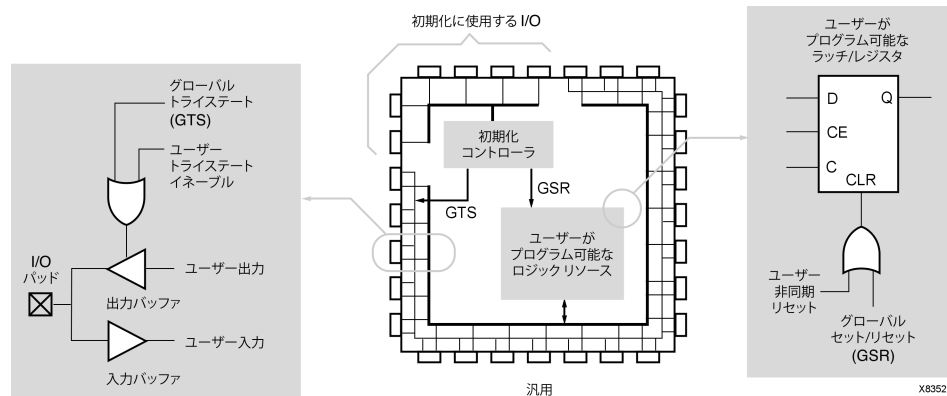 初期化に使用する I/O
グローバル
トライステート
(GTS)
ユーザー
トライステート
イネーブル
I/O
パッド
ユーザー出力
出力バッファ
ユーザー入力
入力バッファ
初期化
コントローラ
GTS
GSR
ユーザーが
プログラム可能な
ロジック リソース
汎用
ユーザーが
プログラム可能な
ラッチ/レジスタ
D
Q
CE
C
CLR
ユーザー
非同期
リセット
グローバル
セット/リセット
(GSR)
X8352